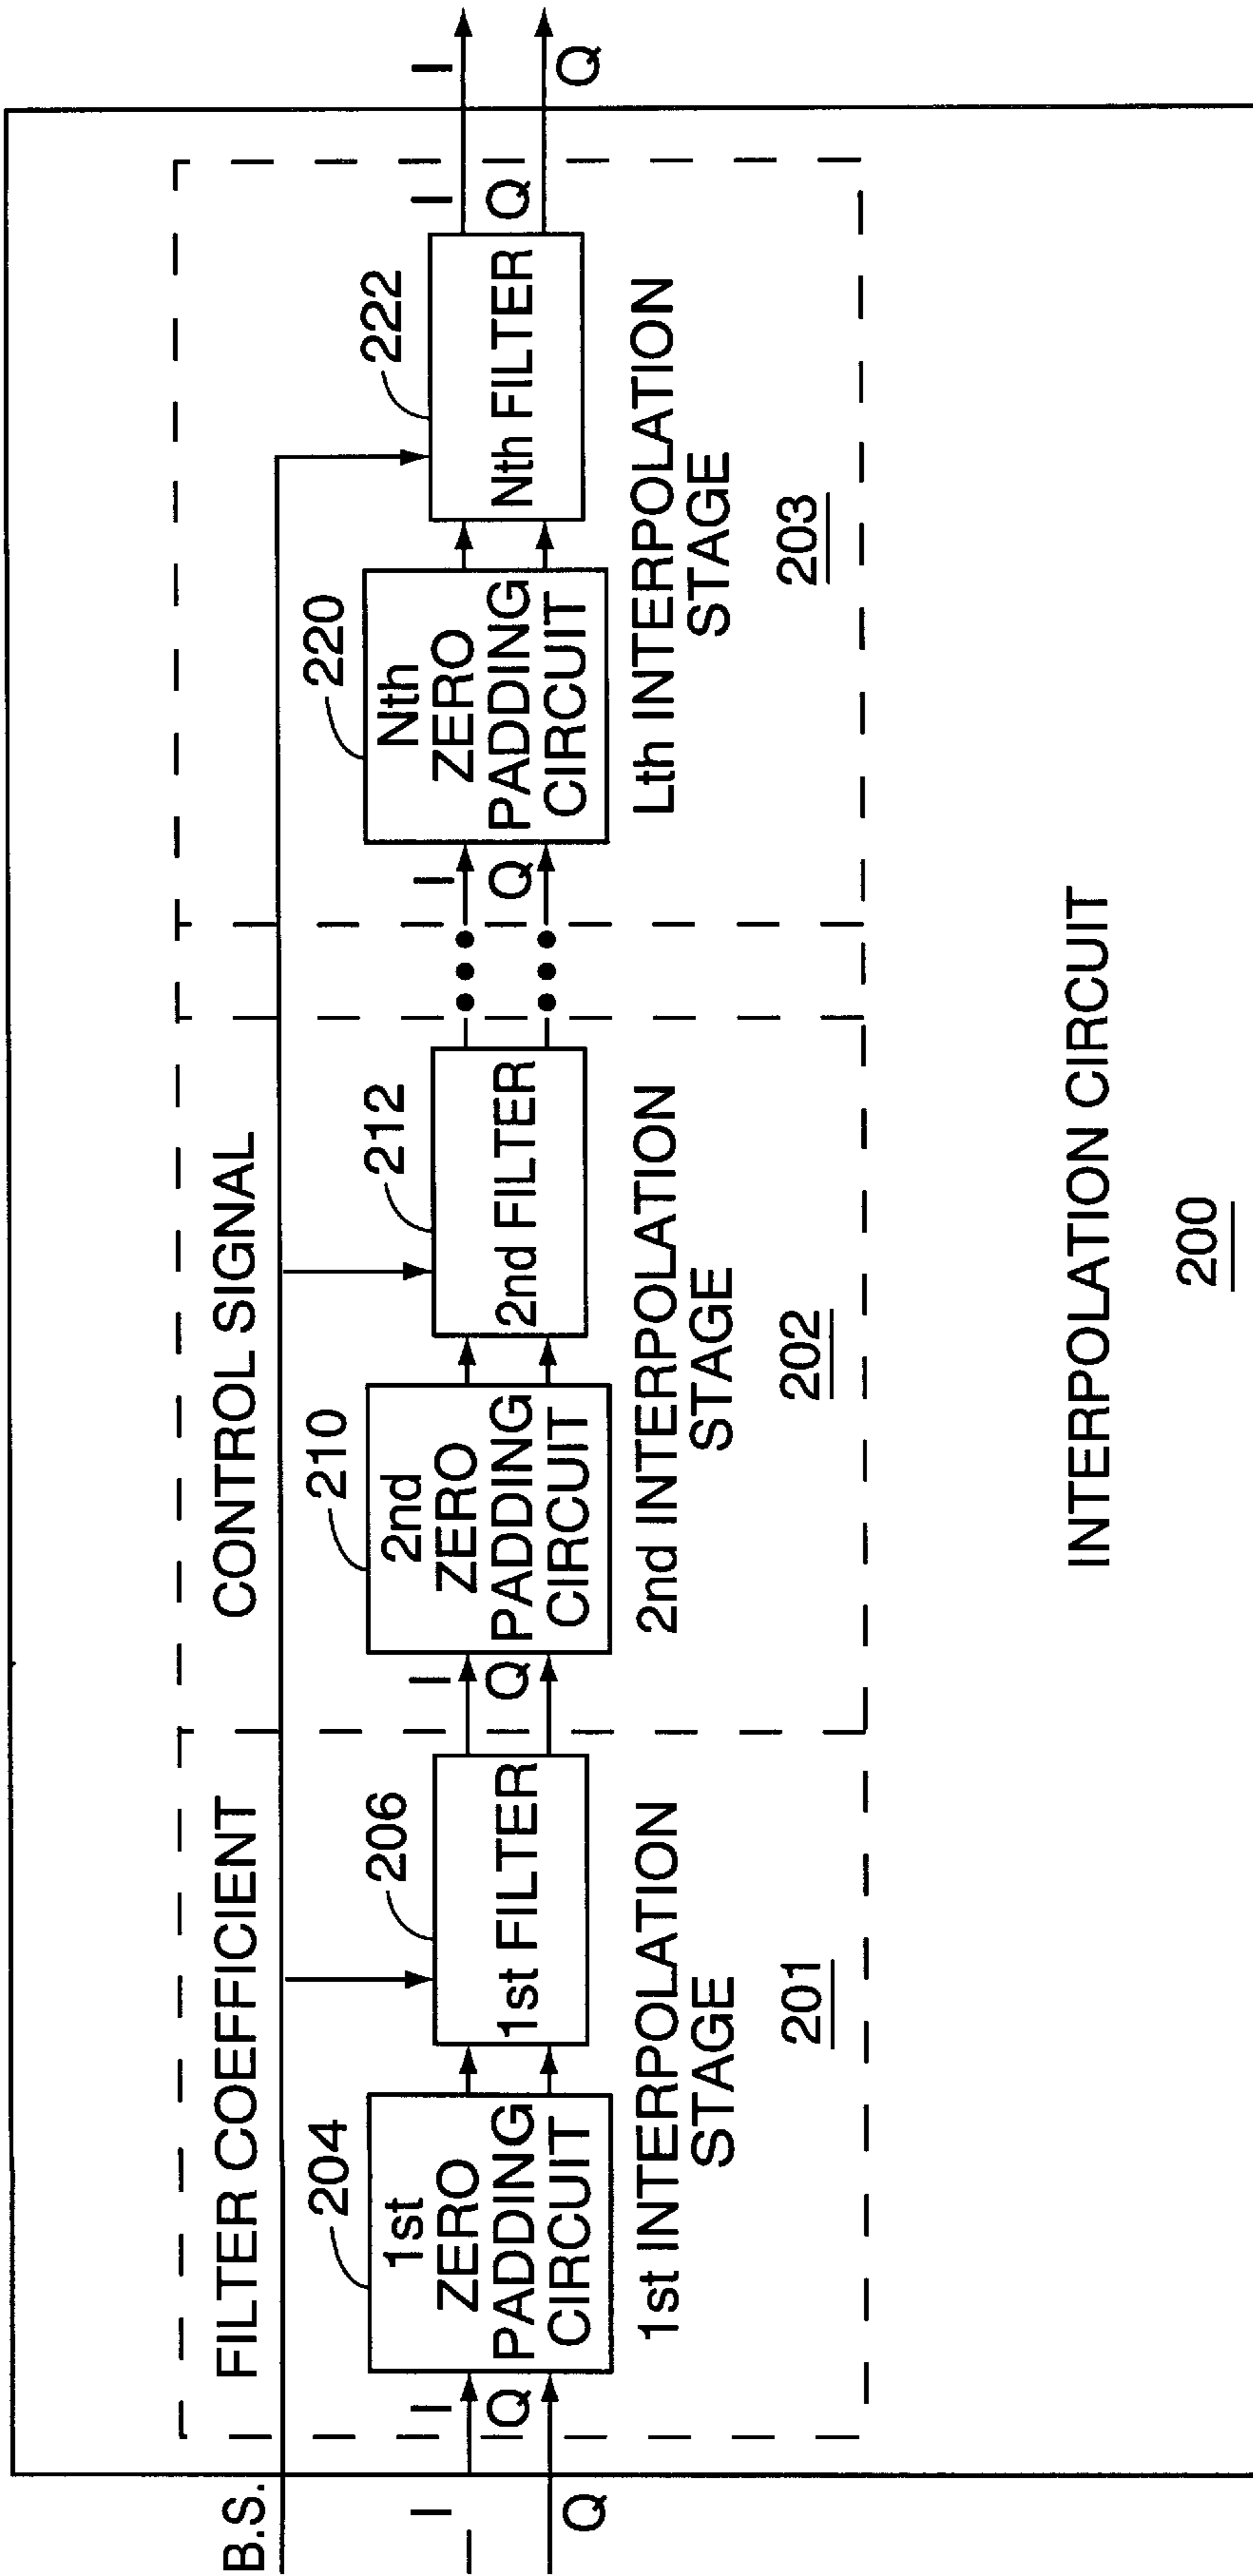 B.S.
FILTER COEFFICIENT CONTROL SIGNAL
204
206
210
212
220
222
I
Q
I
Q
1st
ZERO
PADDING
CIRCUIT
1st FILTER
I
Q
2nd
ZERO
PADDING
CIRCUIT
2nd FILTER
I
Q
Nth
ZERO
PADDING
CIRCUIT
Nth FILTER
I
Q
I
Q
1st INTERPOLATION
STAGE
201
2nd INTERPOLATION
STAGE
202
Lth INTERPOLATION
STAGE
203
INTERPOLATION CIRCUIT
200